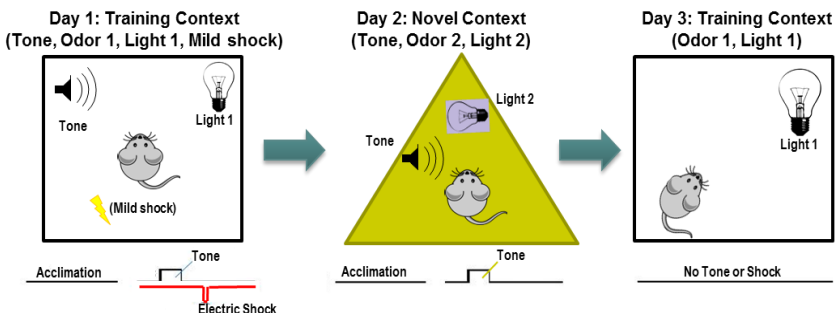 Day 1: Training Context
(Tone, Odor 1, Light 1, Mild shock)
Tone
Light 1
(Mild shock)
Acclimation
Tone
Electric Shock
Day 2: Novel Context
(Tone, Odor 2, Light 2)
Light 2
Tone
Acclimation
Tone
Day 3: Training Context
(Odor 1, Light 1)
Light 1
No Tone or Shock